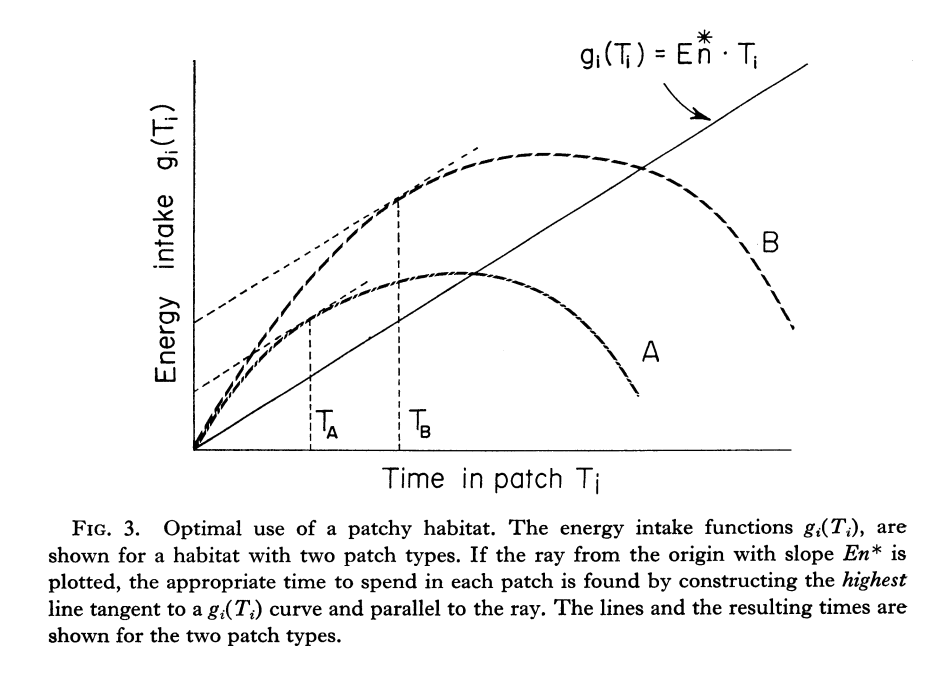 gᵢ(Tᵢ) = En* · Tᵢ
Energy intake gᵢ(Tᵢ)
B
A
T_A
T_B
Time in patch Tᵢ
FIG. 3. Optimal use of a patchy habitat. The energy intake functions gᵢ(Tᵢ), are
shown for a habitat with two patch types. If the ray from the origin with slope En* is
plotted, the appropriate time to spend in each patch is found by constructing the highest
line tangent to a gᵢ(Tᵢ) curve and parallel to the ray. The lines and the resulting times are
shown for the two patch types.